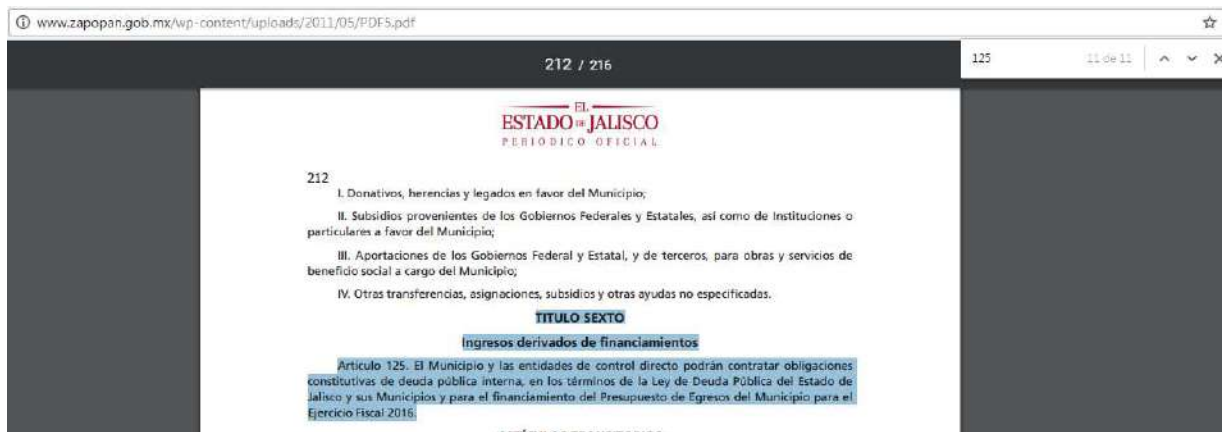 www.zapopan.gob.mx/wp-content/uploads/2011/05/PDF5.pdf
212 / 216
125 11 de 11
EL
ESTADO DE JALISCO
PERIÓDICO OFICIAL
212
I. Donativos, herencias y legados en favor del Municipio;
II. Subsidios provenientes de los Gobiernos Federales y Estatales, así como de Instituciones o
particulares a favor del Municipio;
III. Aportaciones de los Gobiernos Federal y Estatal, y de terceros, para obras y servicios de
beneficio social a cargo del Municipio;
IV. Otras transferencias, asignaciones, subsidios y otras ayudas no especificadas.
TITULO SEXTO
Ingresos derivados de financiamientos
Articulo 125. El Municipio y las entidades de control directo podrán contratar obligaciones
constitutivas de deuda pública interna, en los términos de la Ley de Deuda Pública del Estado de
Jalisco y sus Municipios y para el financiamiento del Presupuesto de Egresos del Municipio para el
Ejercicio Fiscal 2016.